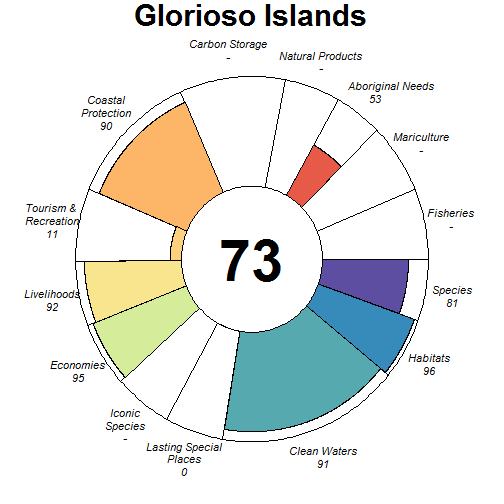 Glorioso Islands
Carbon Storage
-
Natural Products
-
Aboriginal Needs
53
Mariculture
-
Fisheries
-
Species
81
Habitats
96
Clean Waters
91
Lasting Special
Places
0
Iconic
Species
-
Economies
95
Livelihoods
92
Tourism &
Recreation
11
Coastal
Protection
90
73